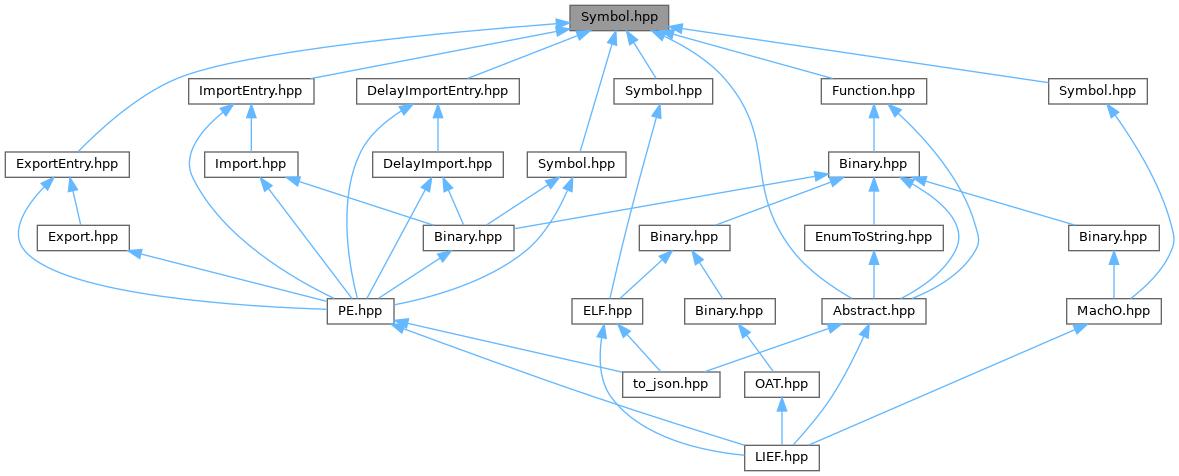 Symbol.hpp
ImportEntry.hpp
DelayImportEntry.hpp
Symbol.hpp
Function.hpp
Symbol.hpp
ExportEntry.hpp
Import.hpp
DelayImport.hpp
Symbol.hpp
Binary.hpp
Export.hpp
Binary.hpp
Binary.hpp
EnumToString.hpp
Binary.hpp
PE.hpp
ELF.hpp
Binary.hpp
Abstract.hpp
MachO.hpp
to_json.hpp
OAT.hpp
LIEF.hpp